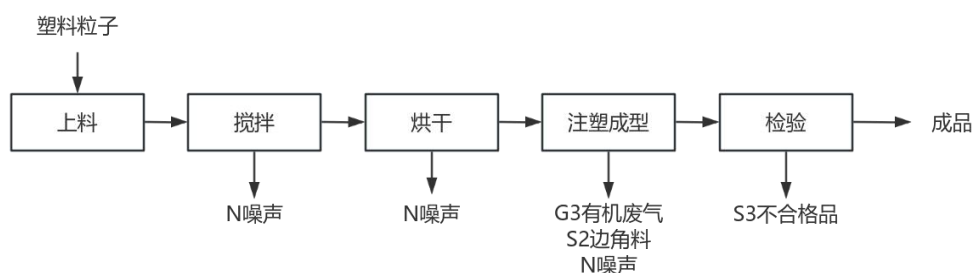 塑料粒子
上料
搅拌
烘干
注塑成型
检验
成品
N噪声
N噪声
G3有机废气
S2边角料
N噪声
S3不合格品